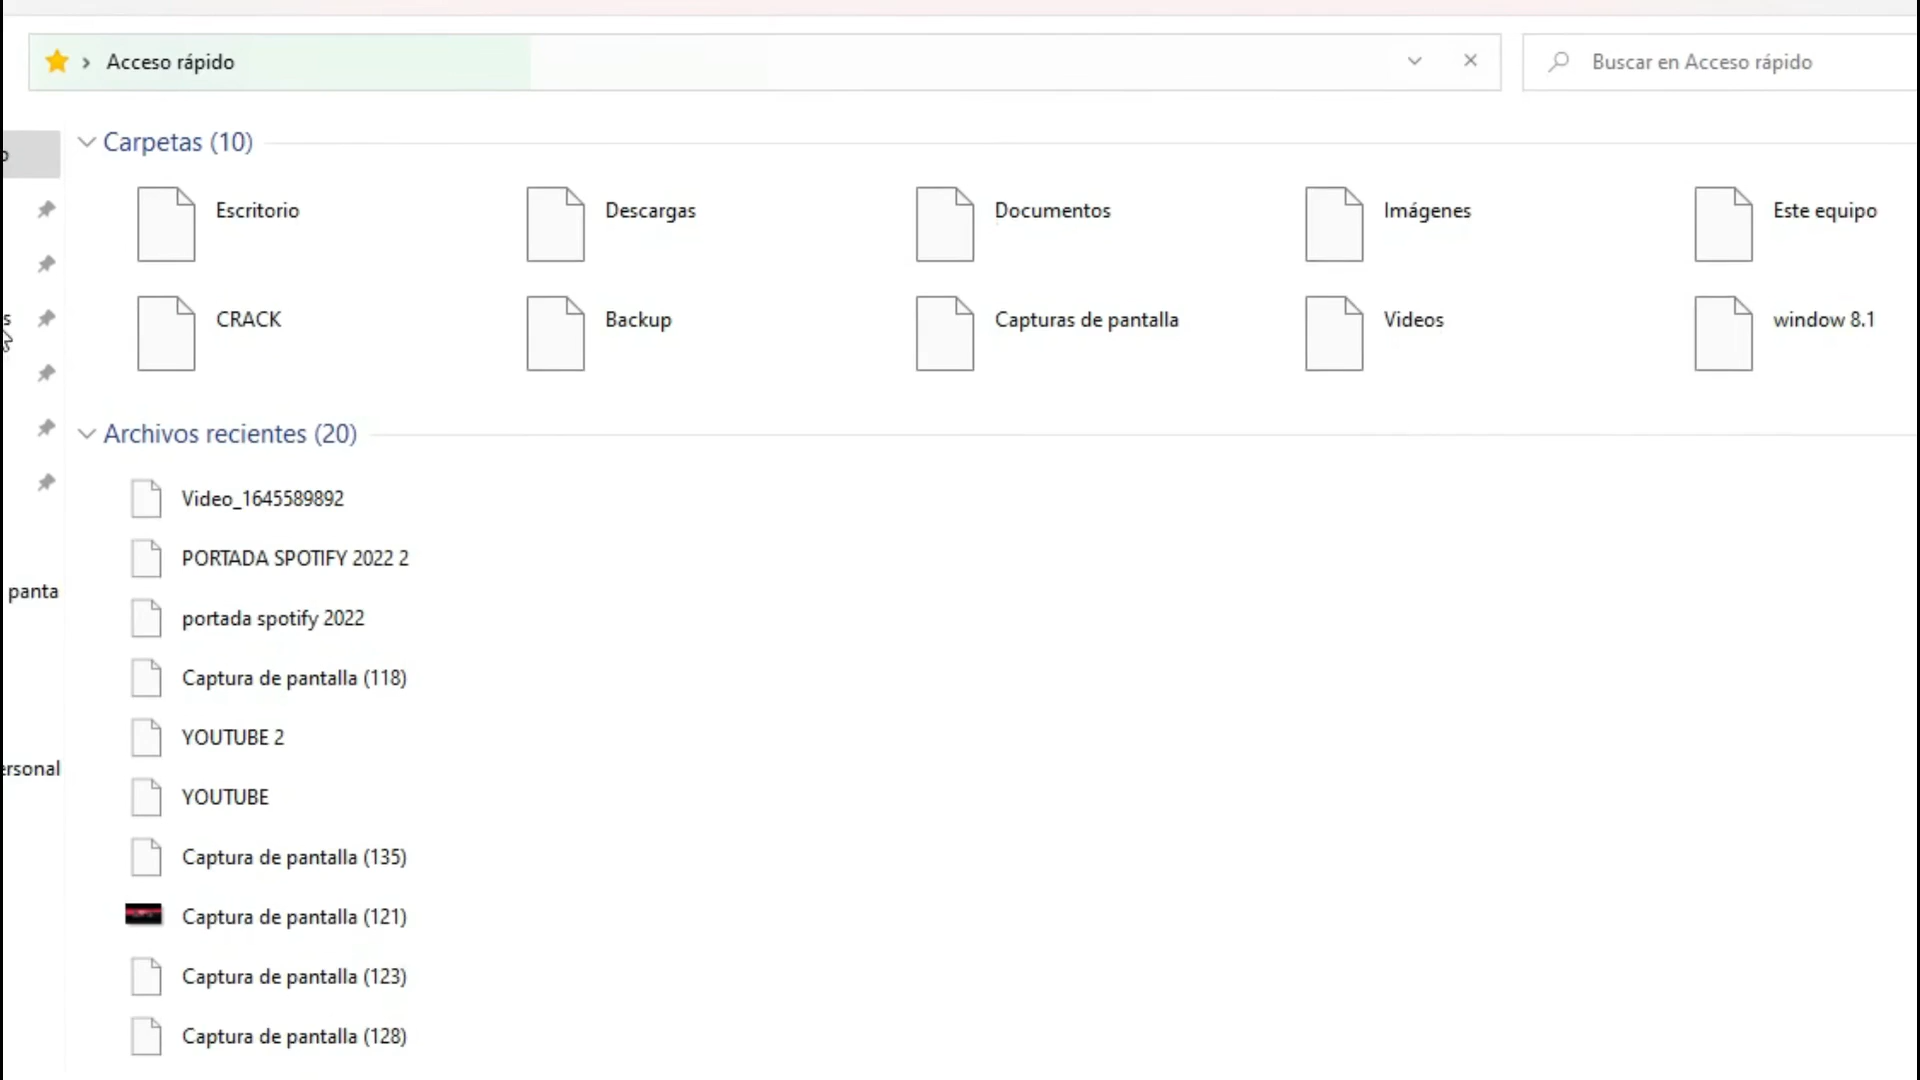 Acceso rápido
Buscar en Acceso rápido
Carpetas (10)
Escritorio
Descargas
Documentos
Imágenes
Este equipo
CRACK
Backup
Capturas de pantalla
Videos
window 8.1
Archivos recientes (20)
Video_1645589892
PORTADA SPOTIFY 2022 2
panta
portada spotify 2022
Captura de pantalla (118)
YOUTUBE 2
ersonal
YOUTUBE
Captura de pantalla (135)
Captura de pantalla (121)
Captura de pantalla (123)
Captura de pantalla (128)